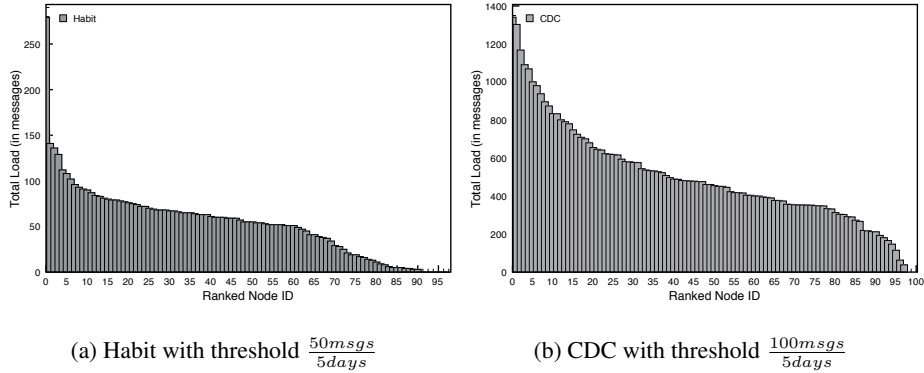 Habit
Total Load (in messages)
250
200
150
100
50
0
0 5 10 15 20 25 30 35 40 45 50 55 60 65 70 75 80 85 90 95
Ranked Node ID
(a) Habit with threshold 50msgs/5days
CDC
Total Load (in messages)
1400
1200
1000
800
600
400
200
0
0 5 10 15 20 25 30 35 40 45 50 55 60 65 70 75 80 85 90 95 100
Ranked Node ID
(b) CDC with threshold 100msgs/5days